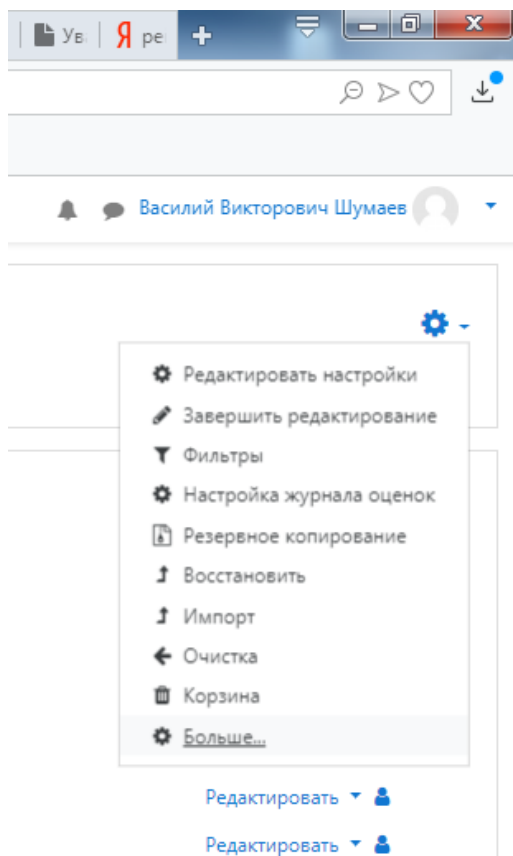 Ув Я ре
Василий Викторович Шумаев
Редактировать настройки
Завершить редактирование
Фильтры
Настройка журнала оценок
Резервное копирование
Восстановить
Импорт
Очистка
Корзина
Больше...
Редактировать
Редактировать